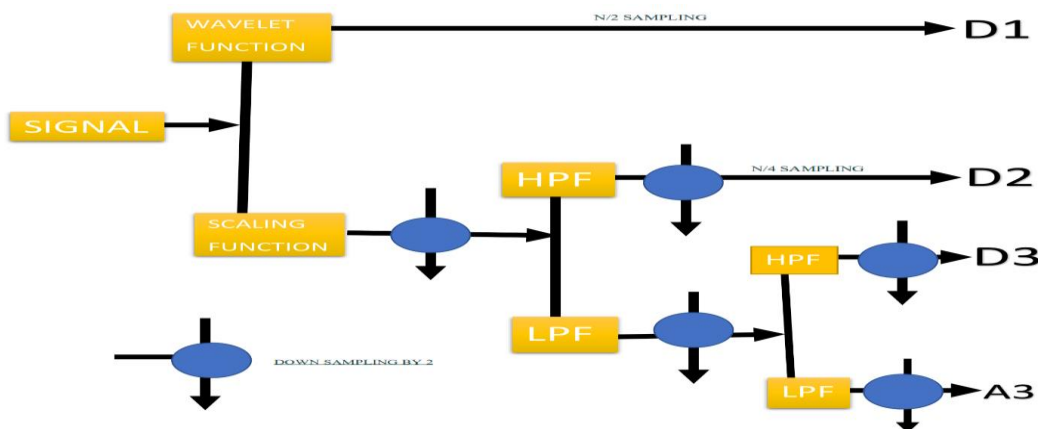 WAVELET
FUNCTION
N/2 SAMPLING
D1
SIGNAL
HPF
N/4 SAMPLING
D2
SCALING
FUNCTION
HPF
D3
LPF
DOWN SAMPLING BY 2
LPF
A3